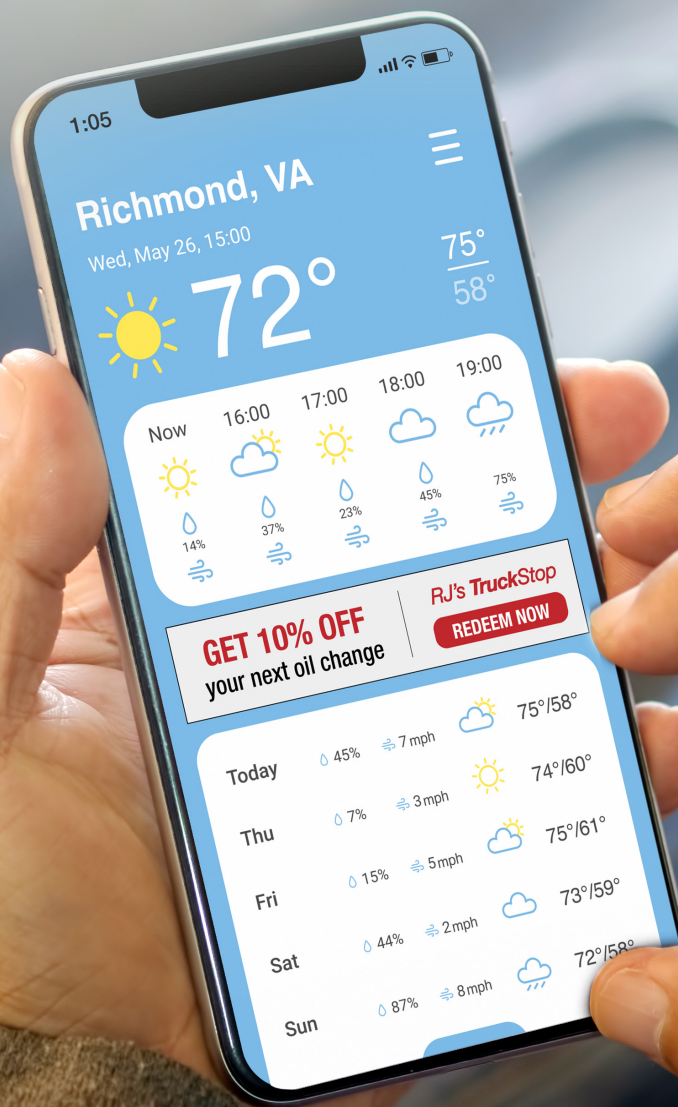 1:05
Richmond, VA
Wed, May 26, 15:00
72°
75°
58°
Now 16:00 17:00 18:00 19:00
14% 37% 23% 45% 75%
GET 10% OFF
your next oil change
RJ's TruckStop
REDEEM NOW
Today 45% 7 mph 75°/58°
Thu 7% 3 mph 74°/60°
Fri 15% 5 mph 75°/61°
Sat 44% 2 mph 73°/59°
Sun 87% 8 mph 72°/58°